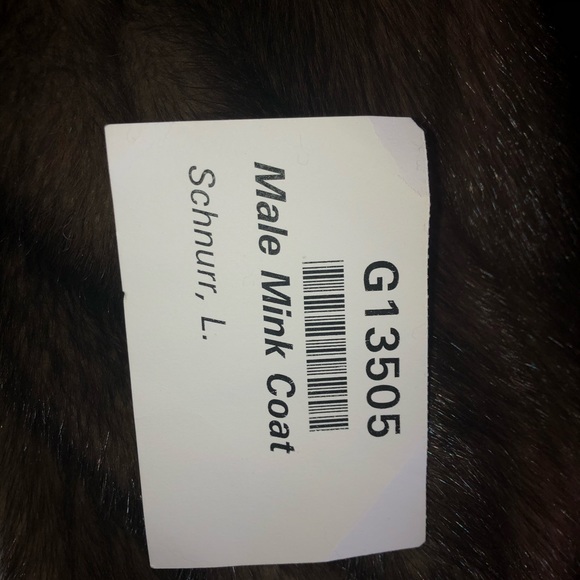 G13505
Male Mink Coat
Schnurr, L.